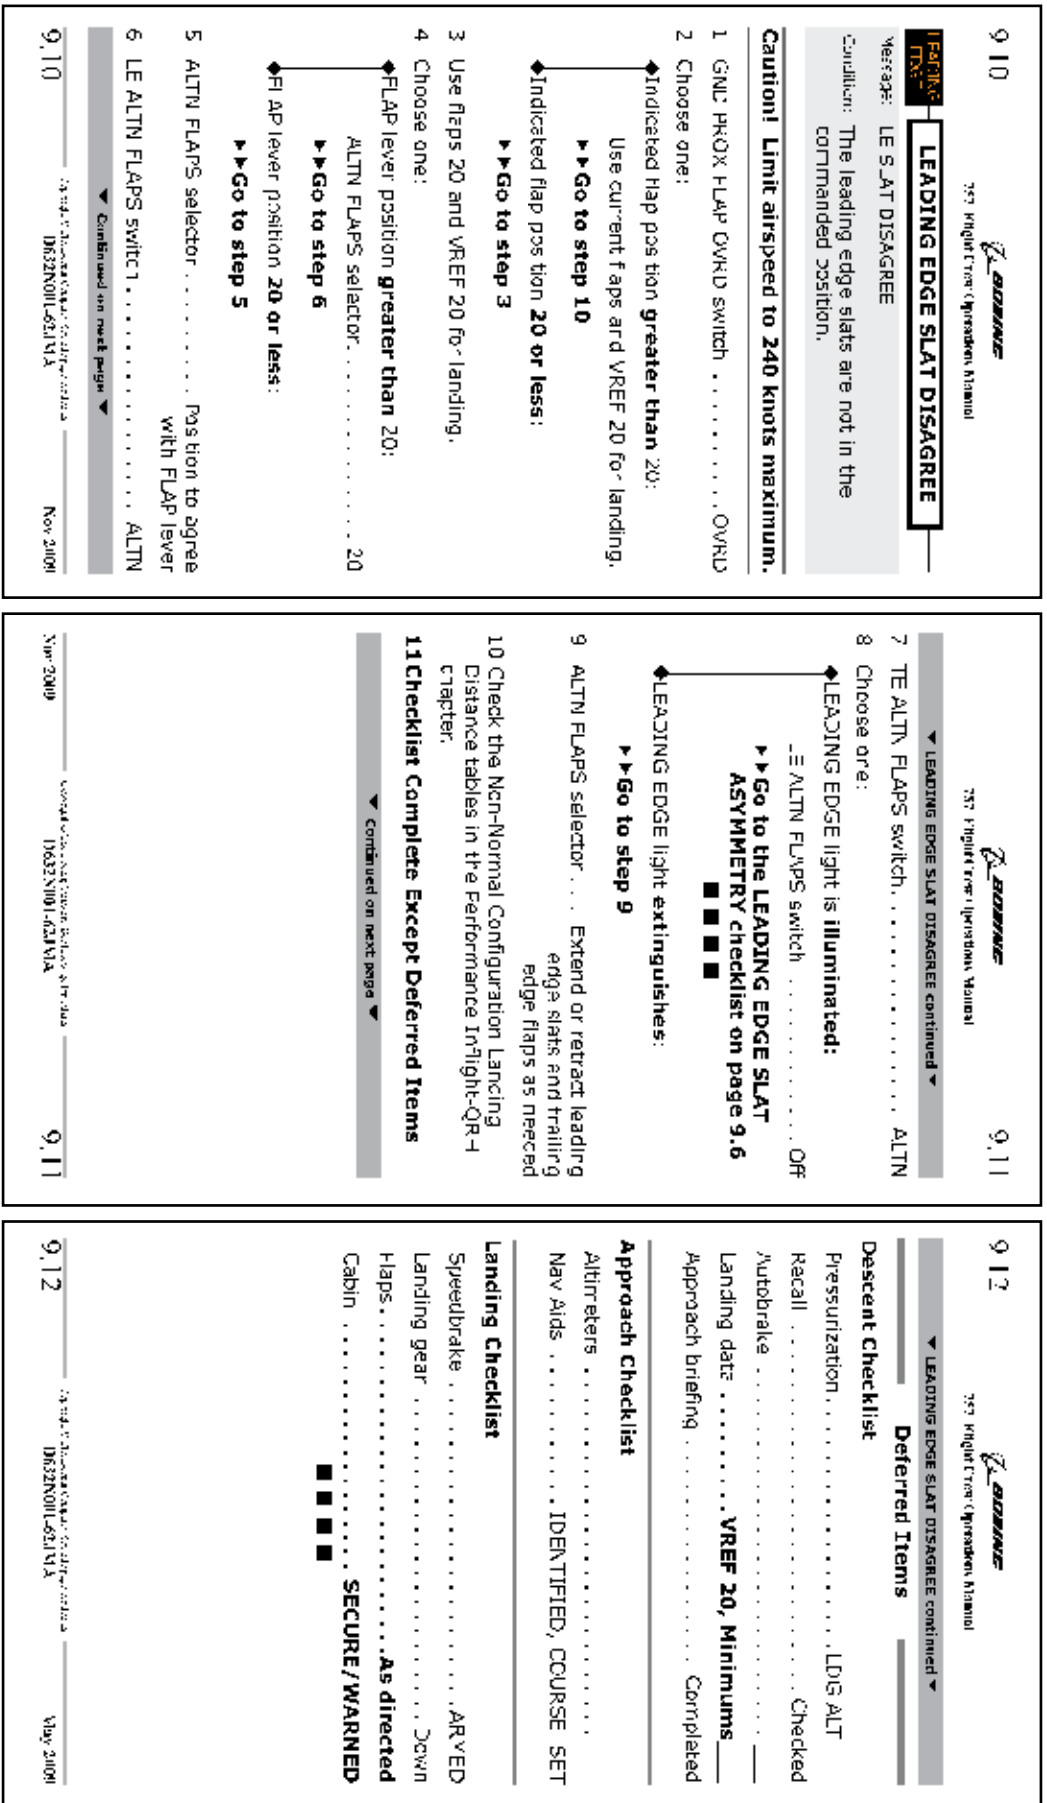 9.10
BOEING
757 Flight Crew Operations Manual
LEADING
EDGE
LEADING EDGE SLAT DISAGREE
Message: LE SLAT DISAGREE
Condition: The leading edge slats are not in the
commanded position.
Caution! Limit airspeed to 240 knots maximum.
1 GND PROX FLAP OVRD switch . . . . . . . . . OVRD
2 Choose one:
◆Indicated flap position greater than 20:
Use current flaps and VREF 20 for landing.
▶▶Go to step 10
◆Indicated flap position 20 or less:
▶▶Go to step 3
3 Use flaps 20 and VREF 20 for landing.
4 Choose one:
◆FLAP lever position greater than 20:
ALTN FLAPS selector. . . . . . . . . . . . . 20
▶▶Go to step 6
◆FLAP lever position 20 or less:
▶▶Go to step 5
5 ALTN FLAPS selector . . . . . . . . Position to agree
with FLAP lever
6 LE ALTN FLAPS switch . . . . . . . . . . . . . . ALTN
▼ Continued on next page ▼
9.10
D632N001-62LMA
Nov 2009
BOEING
757 Flight Crew Operations Manual
9.11
▼ LEADING EDGE SLAT DISAGREE continued ▼
7 TE ALTN FLAPS switch. . . . . . . . . . . . . . ALTN
8 Choose one:
◆LEADING EDGE light is illuminated:
LE ALTN FLAPS switch . . . . . . . . . . . . Off
▶▶Go to the LEADING EDGE SLAT
ASYMMETRY checklist on page 9.6
■ ■ ■ ■
◆LEADING EDGE light extinguishes:
▶▶Go to step 9
9 ALTN FLAPS selector . . . Extend or retract leading
edge slats and trailing
edge flaps as needed
10 Check the Non-Normal Configuration Landing
Distance tables in the Performance Inflight-QRH
chapter.
11 Checklist Complete Except Deferred Items
▼ Continued on next page ▼
Nov 2009
D632N001-62LMA
9.11
9.12
BOEING
757 Flight Crew Operations Manual
▼ LEADING EDGE SLAT DISAGREE continued ▼
Deferred Items
Descent Checklist
Pressurization . . . . . . . . . . . . . . . . . LDG ALT
Recall . . . . . . . . . . . . . . . . . . . . . . Checked
Autobrake . . . . . . . . . . . . . . . . . . . . . . ___
Landing data . . . . . . . . VREF 20, Minimums___
Approach briefing . . . . . . . . . . . . . . Completed
Approach Checklist
Altimeters . . . . . . . . . . . . . . . . . . . . . . . .
Nav Aids . . . . . . . . . . IDENTIFIED, COURSE SET
Landing Checklist
Speedbrake . . . . . . . . . . . . . . . . . . . ARMED
Landing gear . . . . . . . . . . . . . . . . . . . Down
Flaps . . . . . . . . . . . . . . . . . . . . . As directed
Cabin . . . . . . . . . . . . . . . . SECURE/WARNED
■ ■ ■ ■
9.12
D632N001-62LMA
May 2009